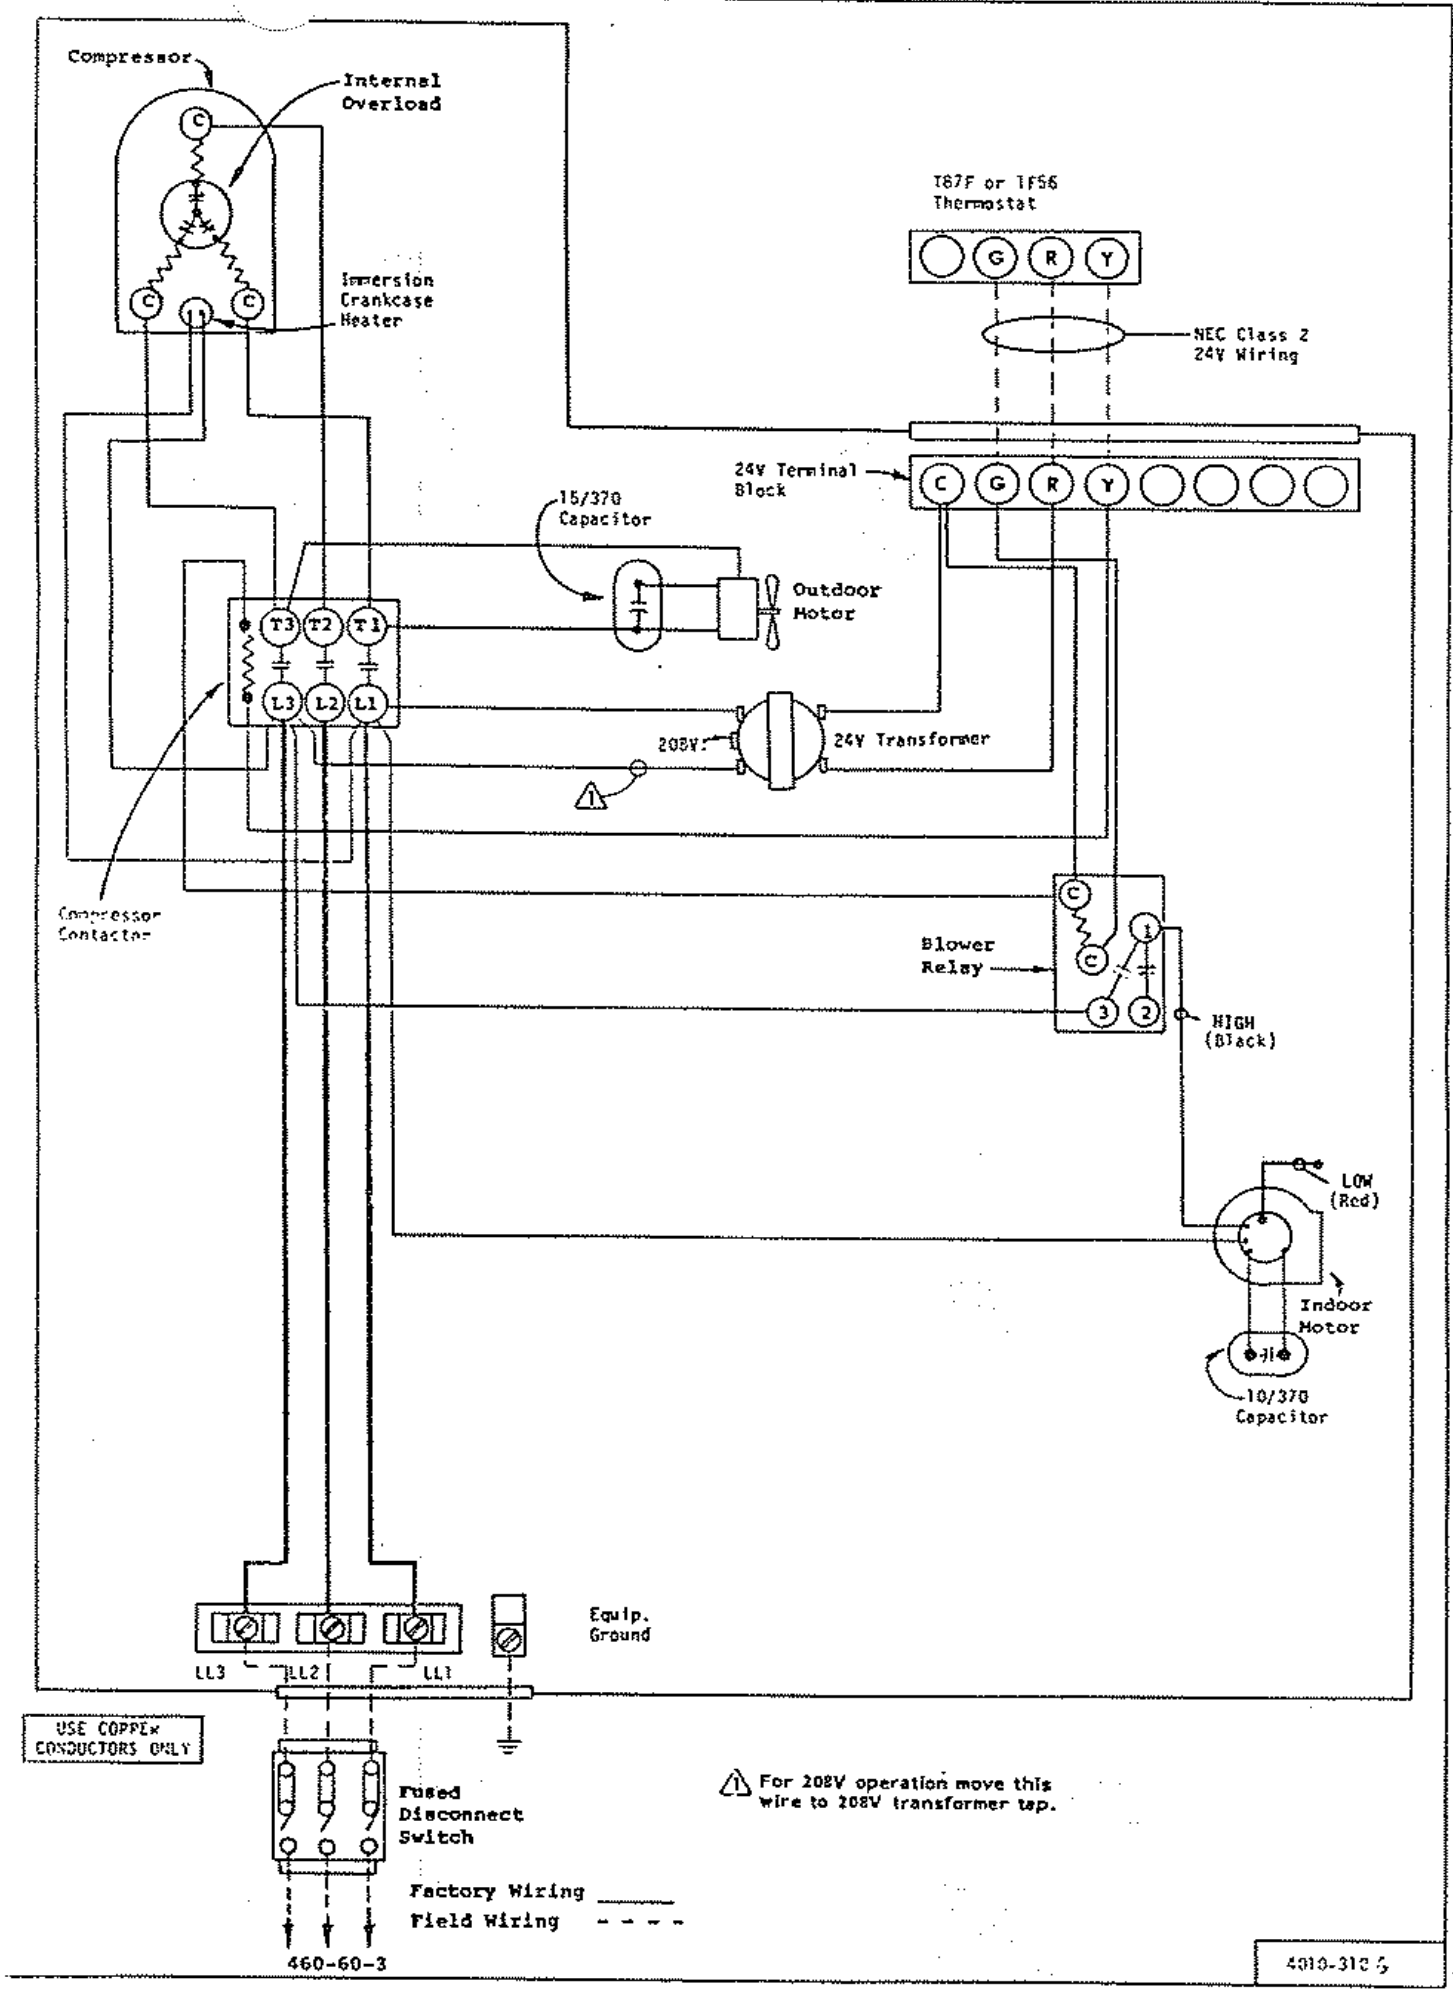 Compressor
Internal
Overload
C
C
C
Immersion
Crankcase
Heater
T87F or 1F56
Thermostat
G R Y
NEC Class 2
24V Wiring
24V Terminal
Block
C G R Y
15/370
Capacitor
Outdoor
Motor
T3 T2 T1
L3 L2 L1
208V
24V Transformer
1
Compressor
Contactor
C
C
1
3 2
Blower
Relay
HIGH
(Black)
LOW
(Red)
Indoor
Motor
10/370
Capacitor
Equip.
Ground
LL3 LL2 LL1
USE COPPER
CONDUCTORS ONLY
Fused
Disconnect
Switch
1 For 208V operation move this
wire to 208V transformer tap.
Factory Wiring
Field Wiring
460-60-3